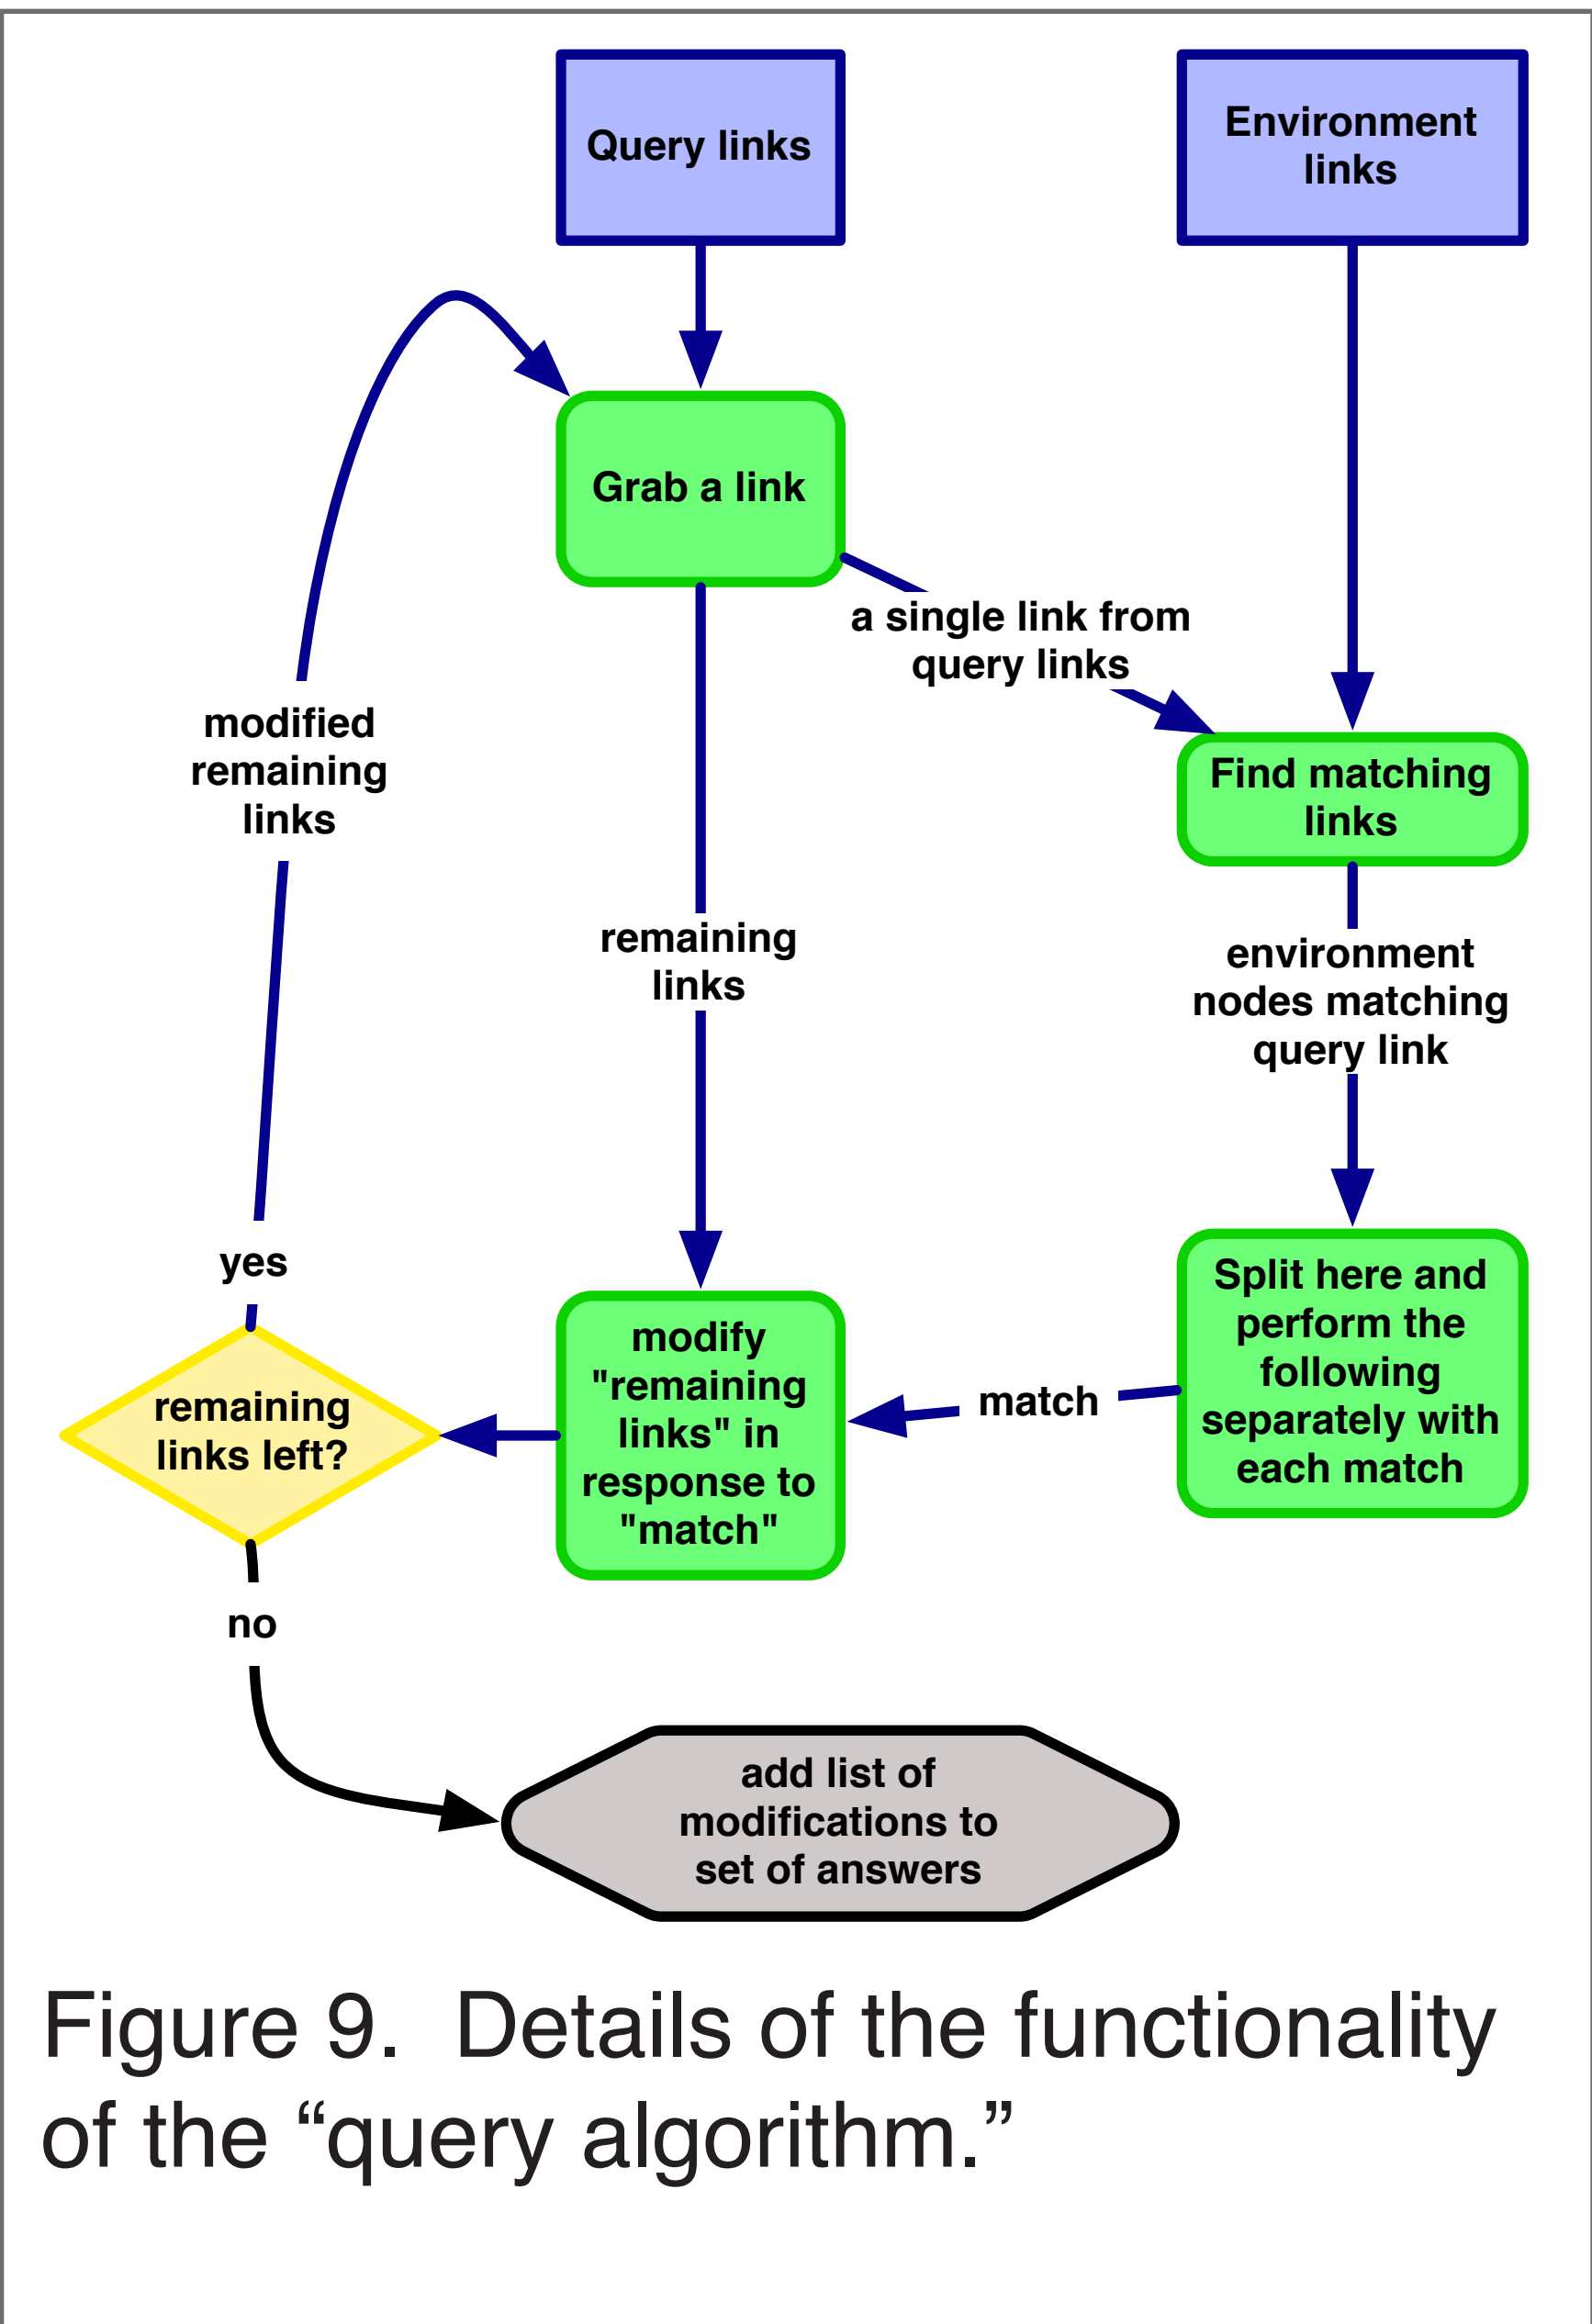 Query links
Environment
links
Grab a link
a single link from
query links
modified
remaining
links
Find matching
links
remaining
links
environment
nodes matching
query link
yes
Split here and
perform the
following
separately with
each match
modify
"remaining
links" in
response to
"match"
match
remaining
links left?
no
add list of
modifications to
set of answers
Figure 9.  Details of the functionality
of the “query algorithm.”